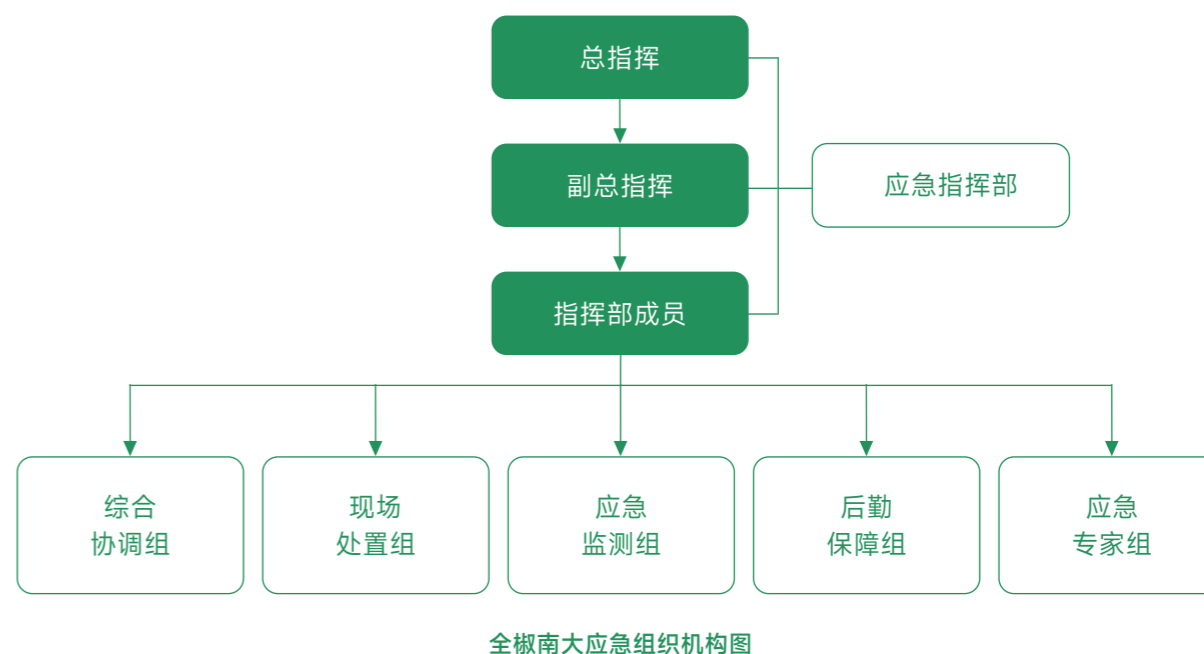 总指挥
副总指挥
应急指挥部
指挥部成员
综合
协调组
现场
处置组
应急
监测组
后勤
保障组
应急
专家组
全椒南大应急组织机构图